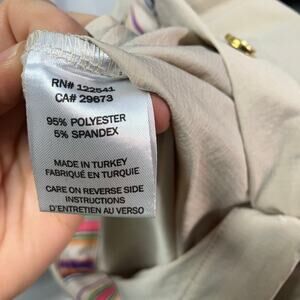 RN# 122541
CA# 29673
95% POLYESTER
5% SPANDEX
MADE IN TURKEY
FABRIQUÉ EN TURQUIE
CARE ON REVERSE SIDE
INSTRUCTIONS
D'ENTRETIEN AU VERSO